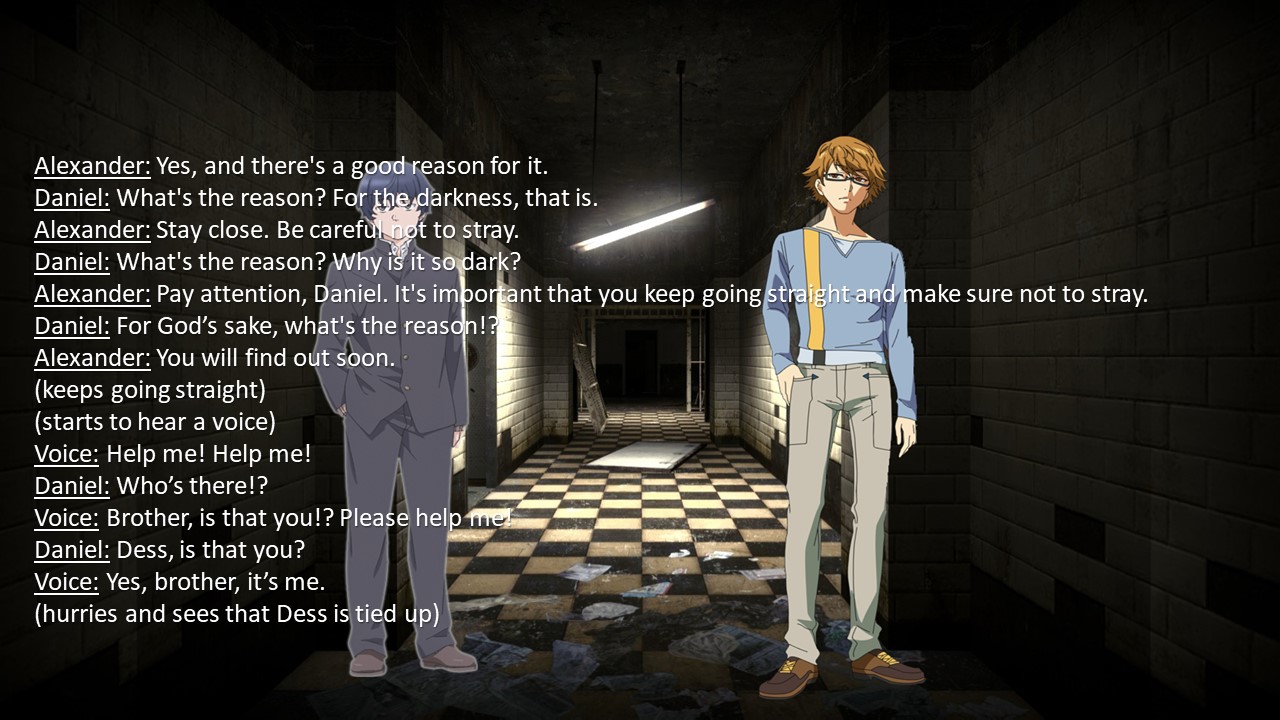 Alexander: Yes, and there's a good reason for it.
Daniel: What's the reason? For the darkness, that is.
Alexander: Stay close. Be careful not to stray.
Daniel: What's the reason? Why is it so dark?
Alexander: Pay attention, Daniel. It's important that you keep going straight and make sure not to stray.
Daniel: For God’s sake, what's the reason!?
Alexander: You will find out soon.
(keeps going straight)
(starts to hear a voice)
Voice: Help me! Help me!
Daniel: Who’s there!?
Voice: Brother, is that you!? Please help me!
Daniel: Dess, is that you?
Voice: Yes, brother, it’s me.
(hurries and sees that Dess is tied up)